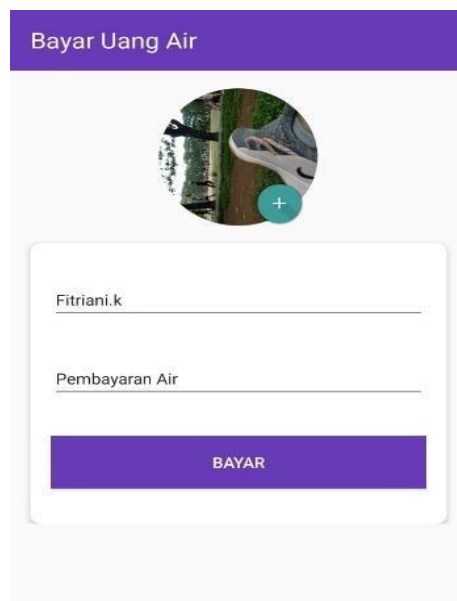 Bayar Uang Air
+
Fitriani.k
Pembayaran Air
BAYAR